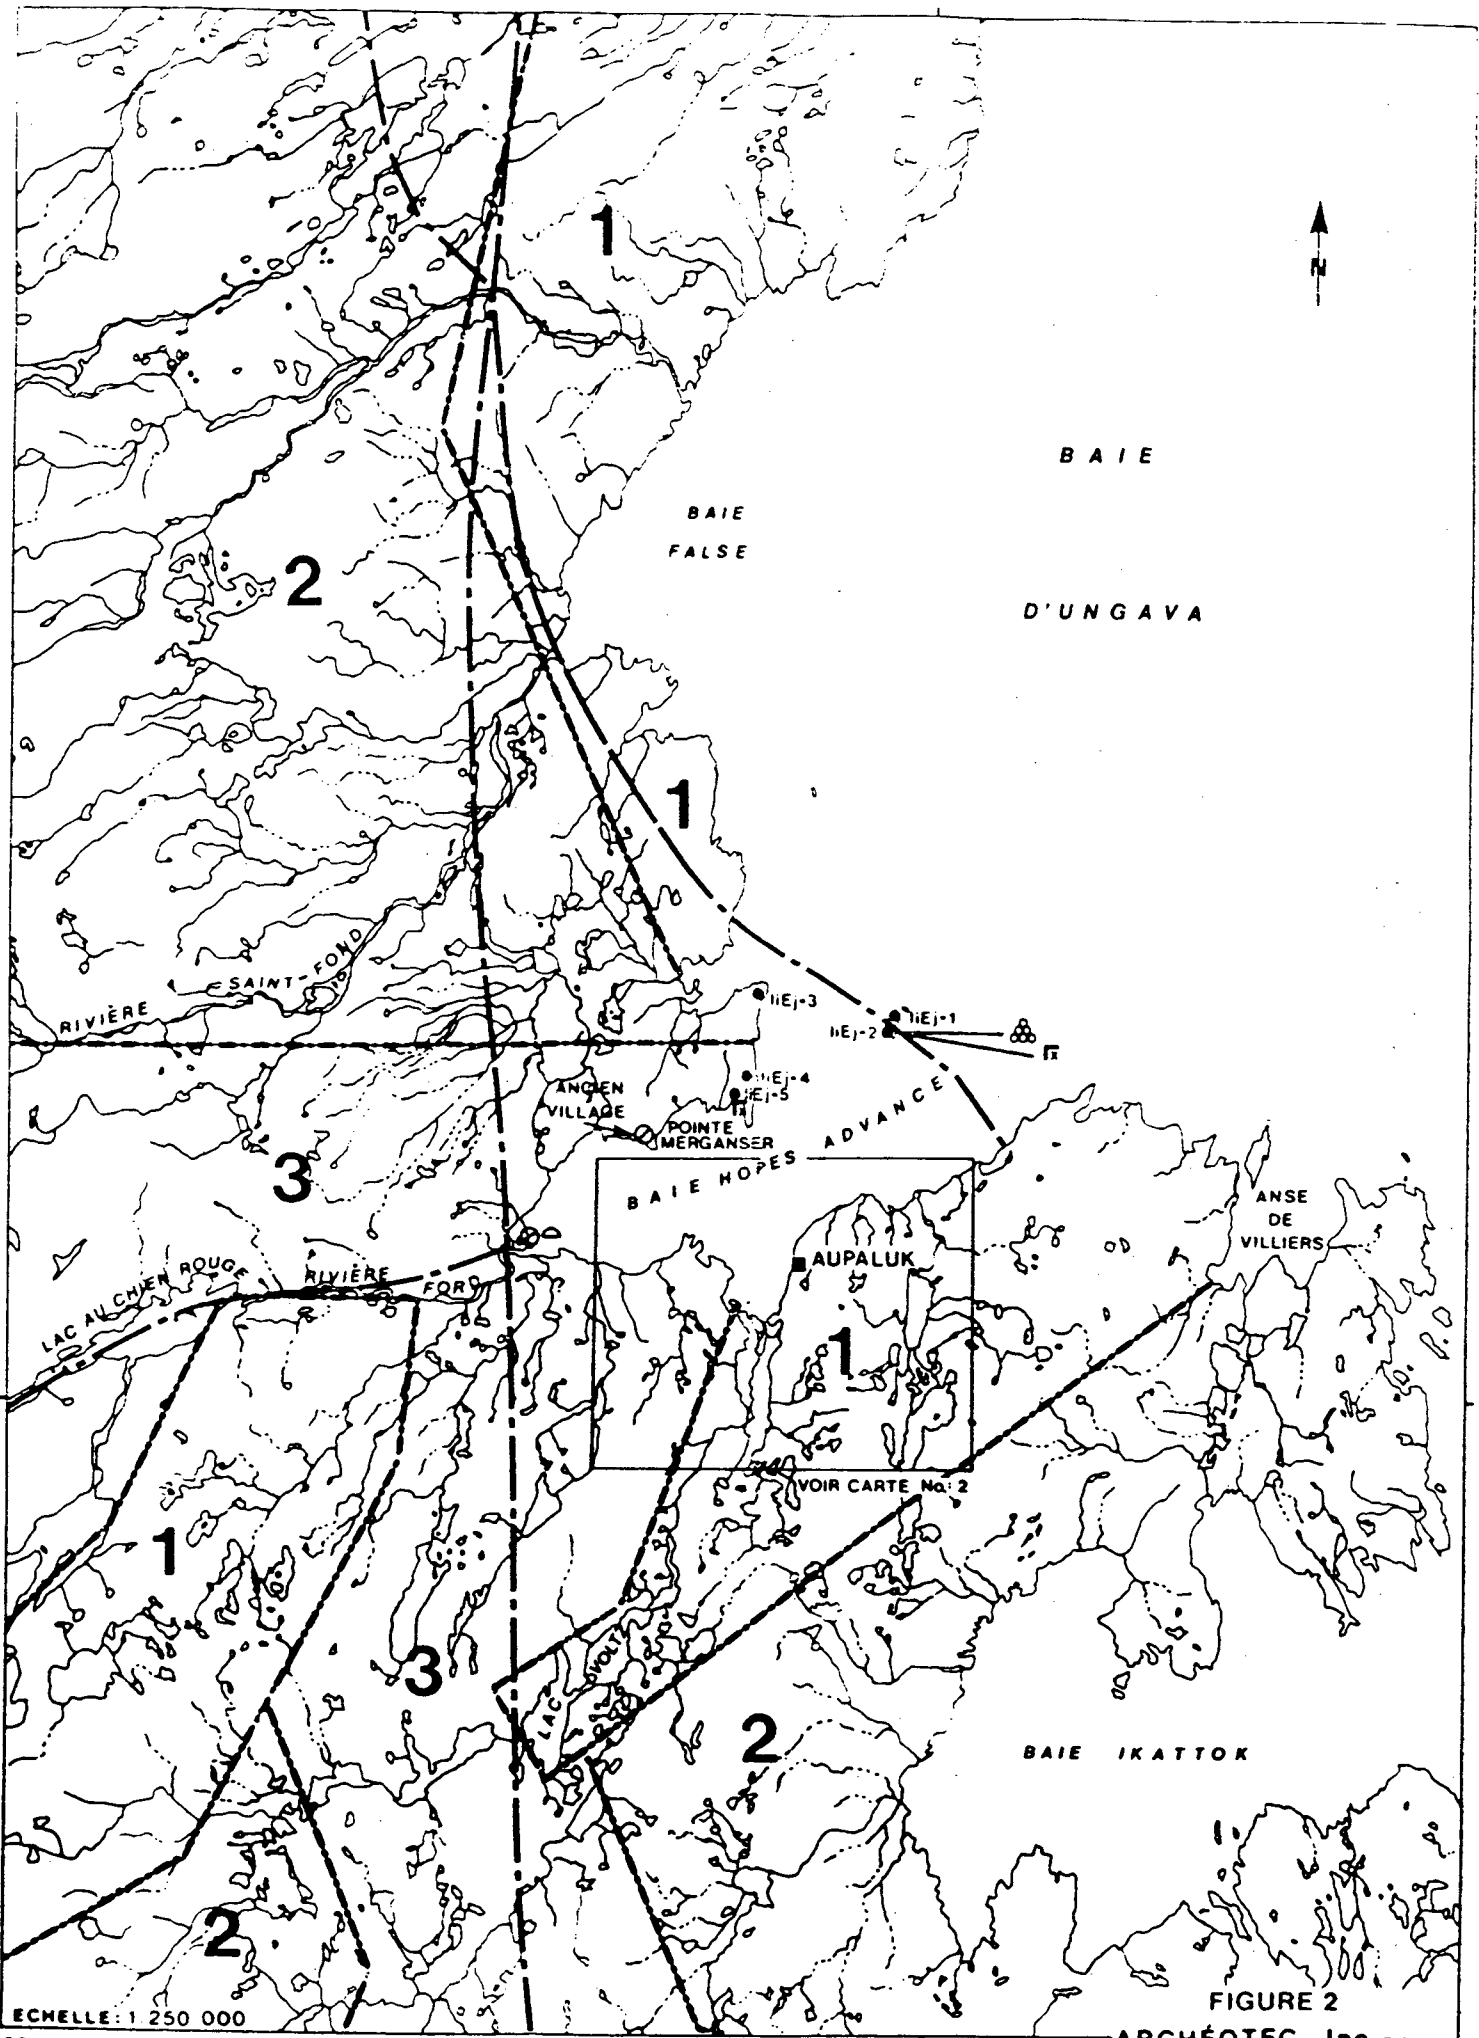 1
N
BAIE
BAIE
FALSE
2
D'UNGAVA
1
SAINT-FOND
RIVIÈRE
IiEj-3
IiEj-1
IiEj-2
IiEj-4
IiEj-5
ANCIEN
VILLAGE
POINTE
MERGANSER
BAIE HOPES ADVANCE
3
ANSE
DE
VILLIERS
AUPALUK
LAC AU CHIEN ROUGE
RIVIÈRE FORD
1
VOIR CARTE No: 2
1
3
LAC VOLTZ
2
BAIE IKATTOK
2
FIGURE 2
ECHELLE: 1:250 000
ARCHÉOTEC Inc